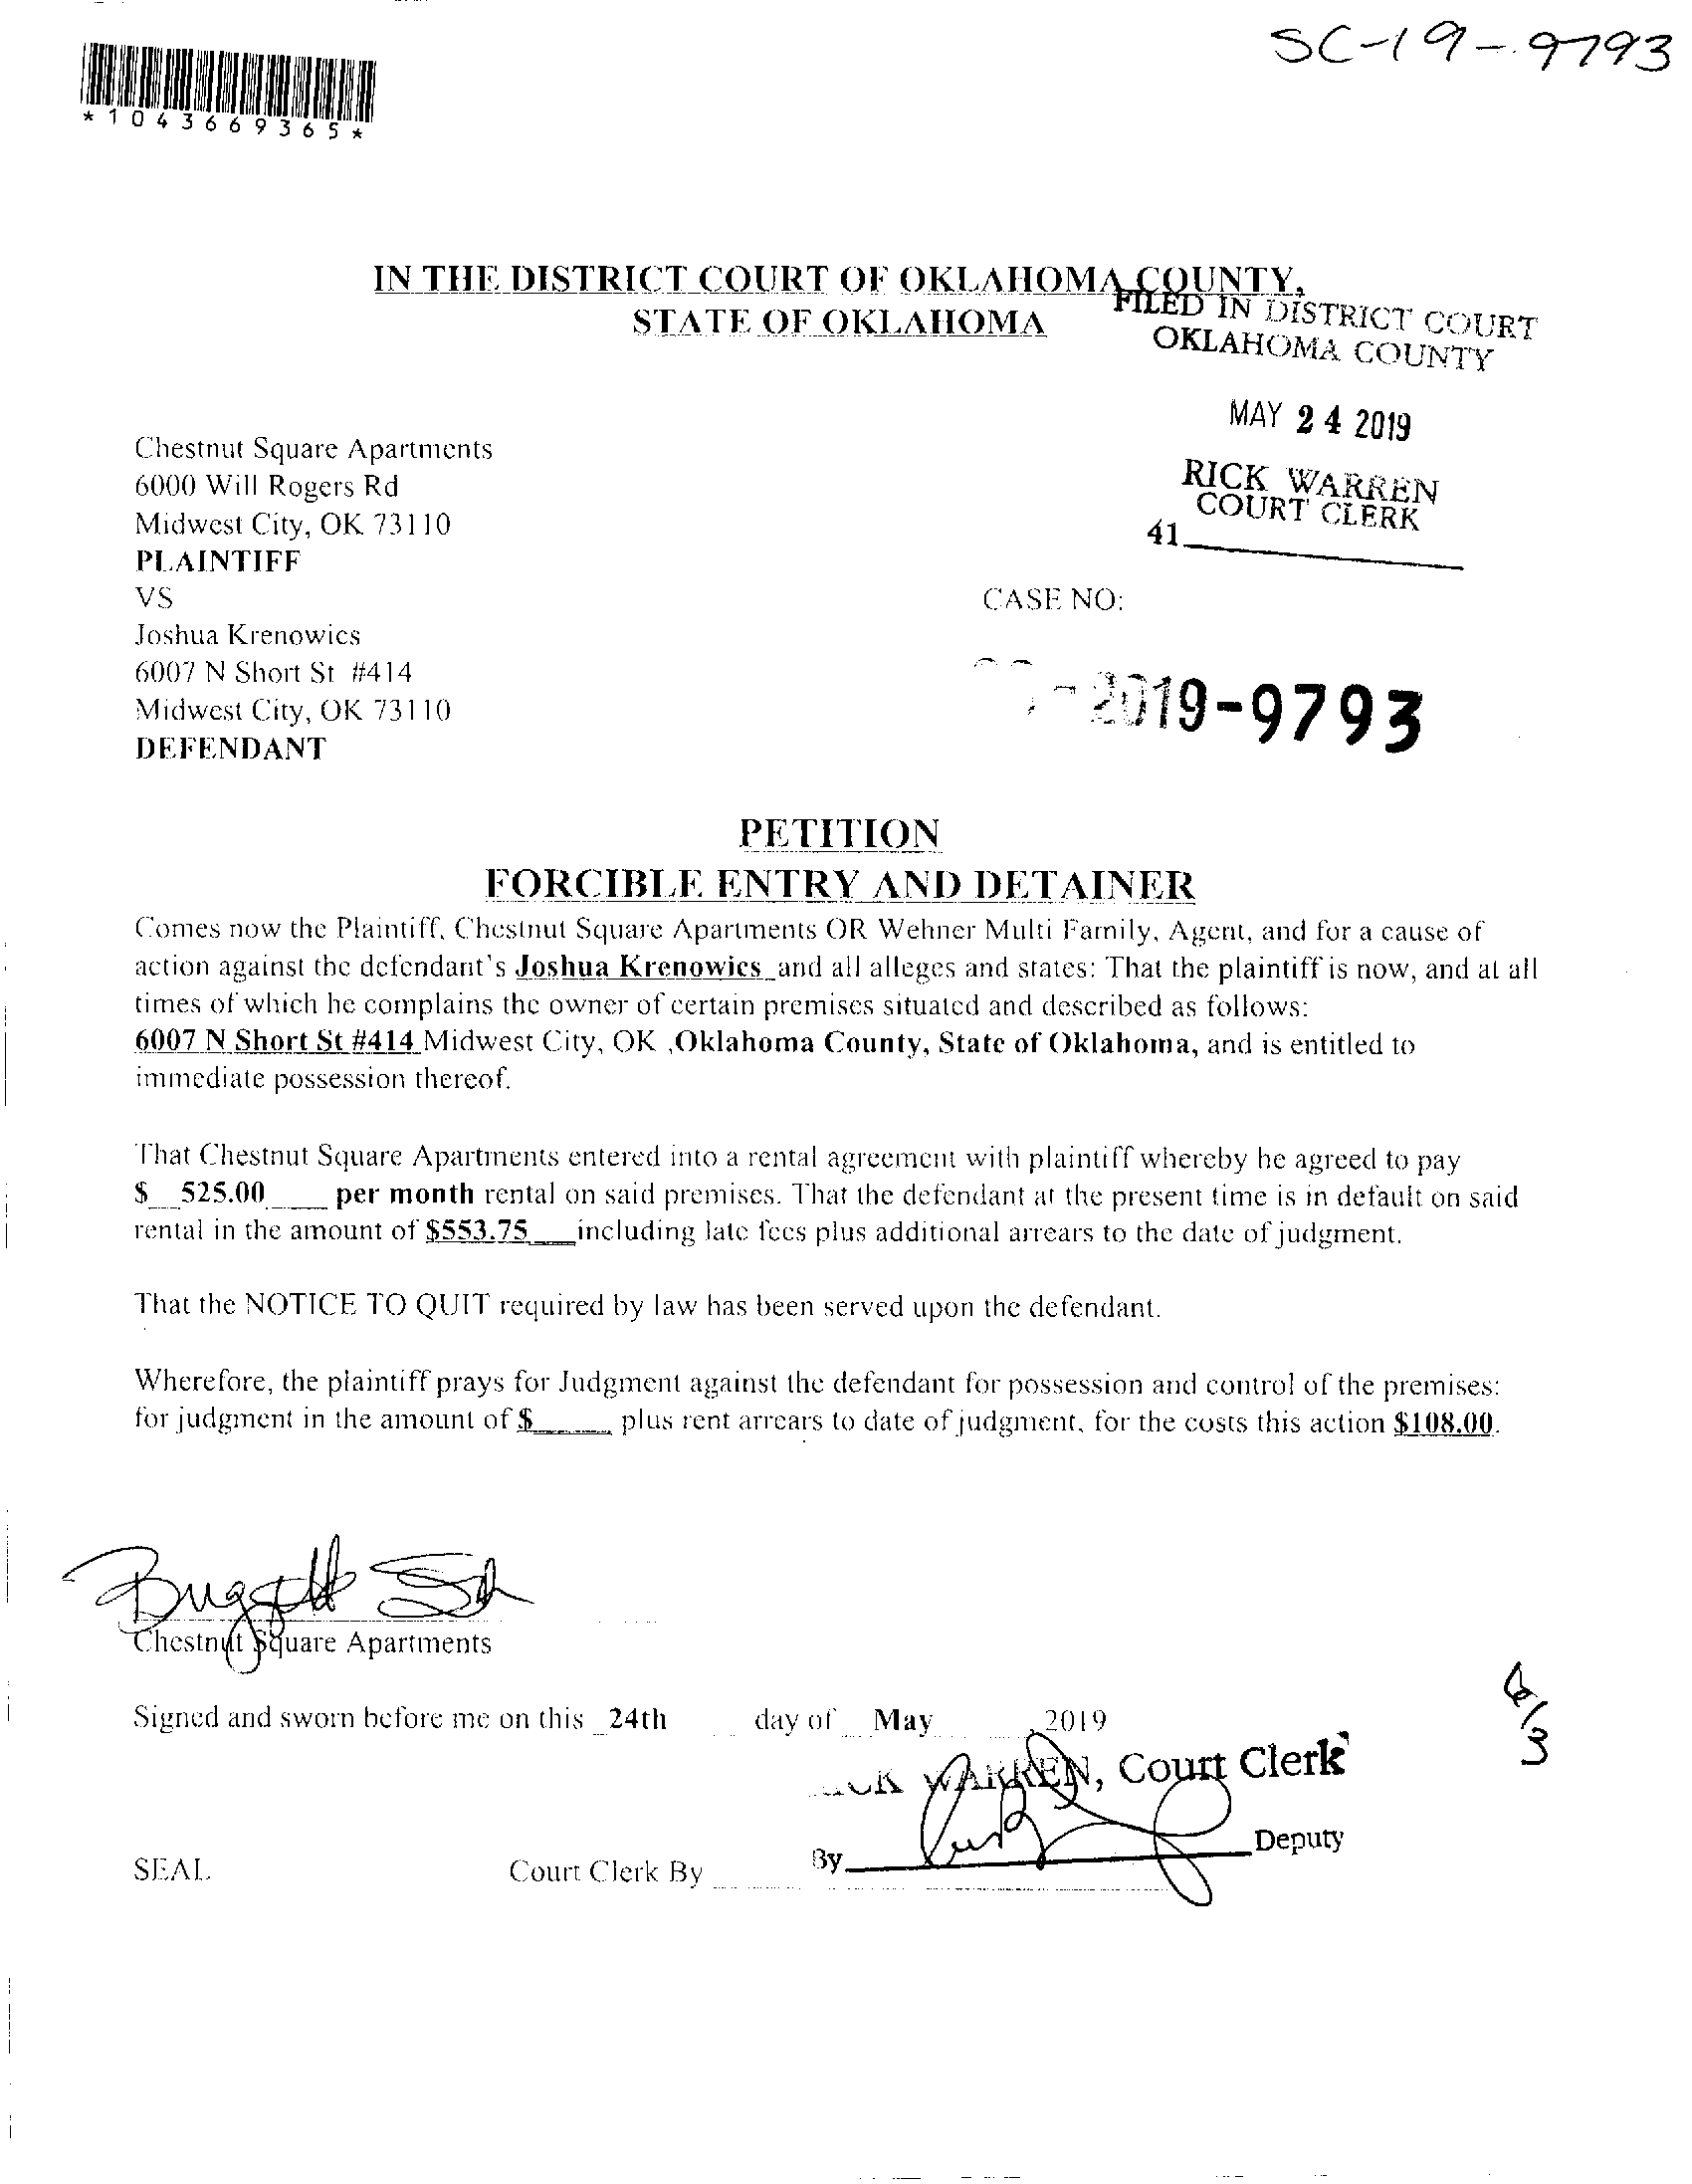 SC-19-9793
*1043669365*
IN THE DISTRICT COURT OF OKLAHOMA COUNTY,
STATE OF OKLAHOMA
FILED IN DISTRICT COURT
OKLAHOMA COUNTY
MAY 24 2019
RICK WARREN
COURT CLERK
41
Chestnut Square Apartments
6000 Will Rogers Rd
Midwest City, OK 73110
PLAINTIFF
VS
CASE NO:
Joshua Krenowics
6007 N Short St #414
Midwest City, OK 73110
DEFENDANT
-2019-9793
PETITION
FORCIBLE ENTRY AND DETAINER
Comes now the Plaintiff, Chestnut Square Apartments OR Wehner Multi Family, Agent, and for a cause of
action against the defendant's Joshua Krenowics and all alleges and states: That the plaintiff is now, and at all
times of which he complains the owner of certain premises situated and described as follows:
6007 N Short St #414 Midwest City, OK ,Oklahoma County, State of Oklahoma, and is entitled to
immediate possession thereof.
That Chestnut Square Apartments entered into a rental agreement with plaintiff whereby he agreed to pay
$__525.00____ per month rental on said premises. That the defendant at the present time is in default on said
rental in the amount of $553.75___including late fees plus additional arrears to the date of judgment.
That the NOTICE TO QUIT required by law has been served upon the defendant.
Wherefore, the plaintiff prays for Judgment against the defendant for possession and control of the premises:
for judgment in the amount of $_____, plus rent arrears to date of judgment, for the costs this action $108.00.
Chestnut Square Apartments
Signed and sworn before me on this _24th day of __May____, 2019
6/3
WARREN, Court Clerk
By Deputy
SEAL Court Clerk By